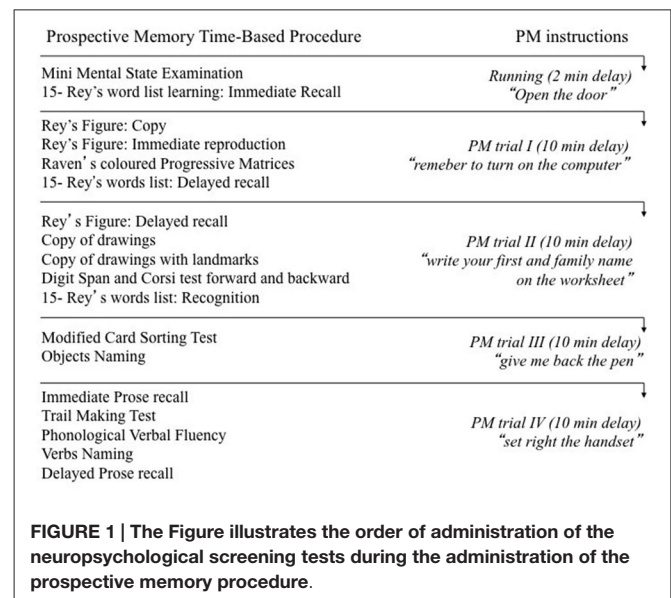 Prospective Memory Time-Based Procedure PM instructions
Mini Mental State Examination
15- Rey's word list learning: Immediate Recall
Running (2 min delay)
“Open the door”
Rey's Figure: Copy
Rey's Figure: Immediate reproduction
Raven's coloured Progressive Matrices
15- Rey's words list: Delayed recall
PM trial I (10 min delay)
“remeber to turn on the computer”
Rey's Figure: Delayed recall
Copy of drawings
Copy of drawings with landmarks
Digit Span and Corsi test forward and backward
15- Rey's words list: Recognition
PM trial II (10 min delay)
“write your first and family name
on the worksheet”
Modified Card Sorting Test
Objects Naming
PM trial III (10 min delay)
“give me back the pen”
Immediate Prose recall
Trail Making Test
Phonological Verbal Fluency
Verbs Naming
Delayed Prose recall
PM trial IV (10 min delay)
“set right the handset”
FIGURE 1 | The Figure illustrates the order of administration of the
neuropsychological screening tests during the administration of the
prospective memory procedure.